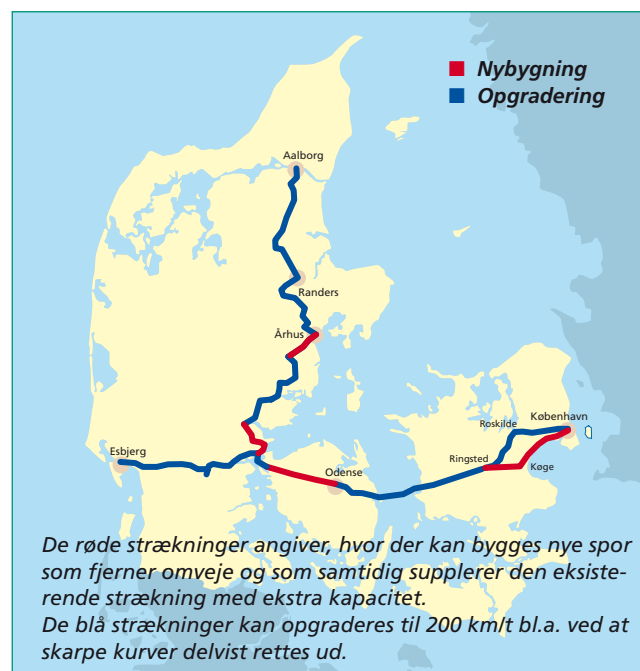 Nybygning
Opgradering
Aalborg
Randers
Århus
København
Roskilde
Esbjerg
Ringsted
Køge
Odense
De røde strækninger angiver, hvor der kan bygges nye spor
som fjerner omveje og som samtidig supplerer den eksiste-
rende strækning med ekstra kapacitet.
De blå strækninger kan opgraderes til 200 km/t bl.a. ved at
skarpe kurver delvist rettes ud.